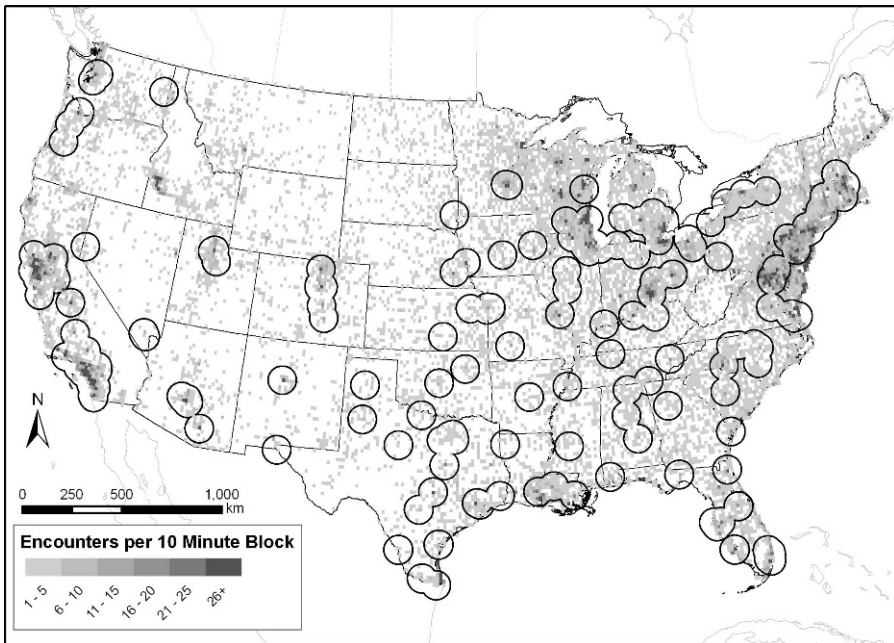 N
0 250 500 1,000
km
Encounters per 10 Minute Block
1 - 5 6 - 10 11 - 15 16 - 20 21 - 25 26+